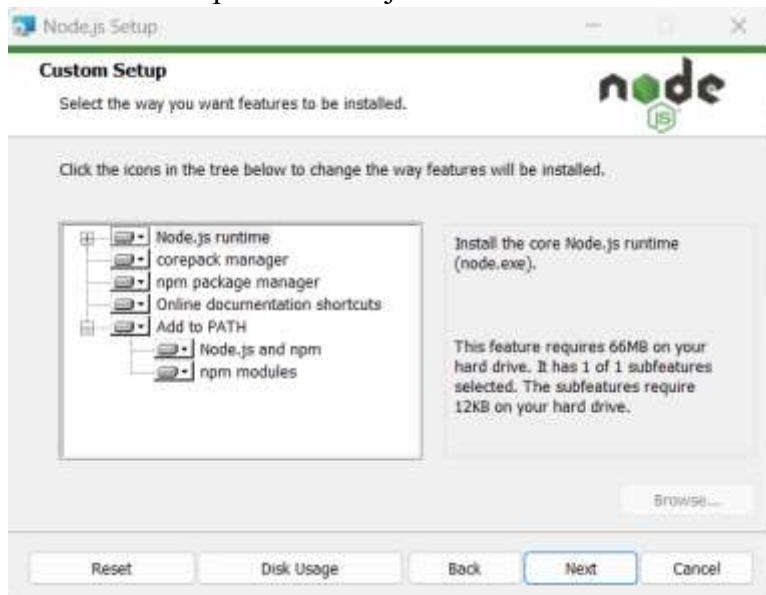 Node.js Setup
Custom Setup
Select the way you want features to be installed.
node
JS
Click the icons in the tree below to change the way features will be installed.
Node.js runtime
corepack manager
npm package manager
Online documentation shortcuts
Add to PATH
Node.js and npm
npm modules
Install the core Node.js runtime
(node.exe).
This feature requires 66MB on your
hard drive. It has 1 of 1 subfeatures
selected. The subfeatures require
12KB on your hard drive.
Browse...
Reset
Disk Usage
Back
Next
Cancel